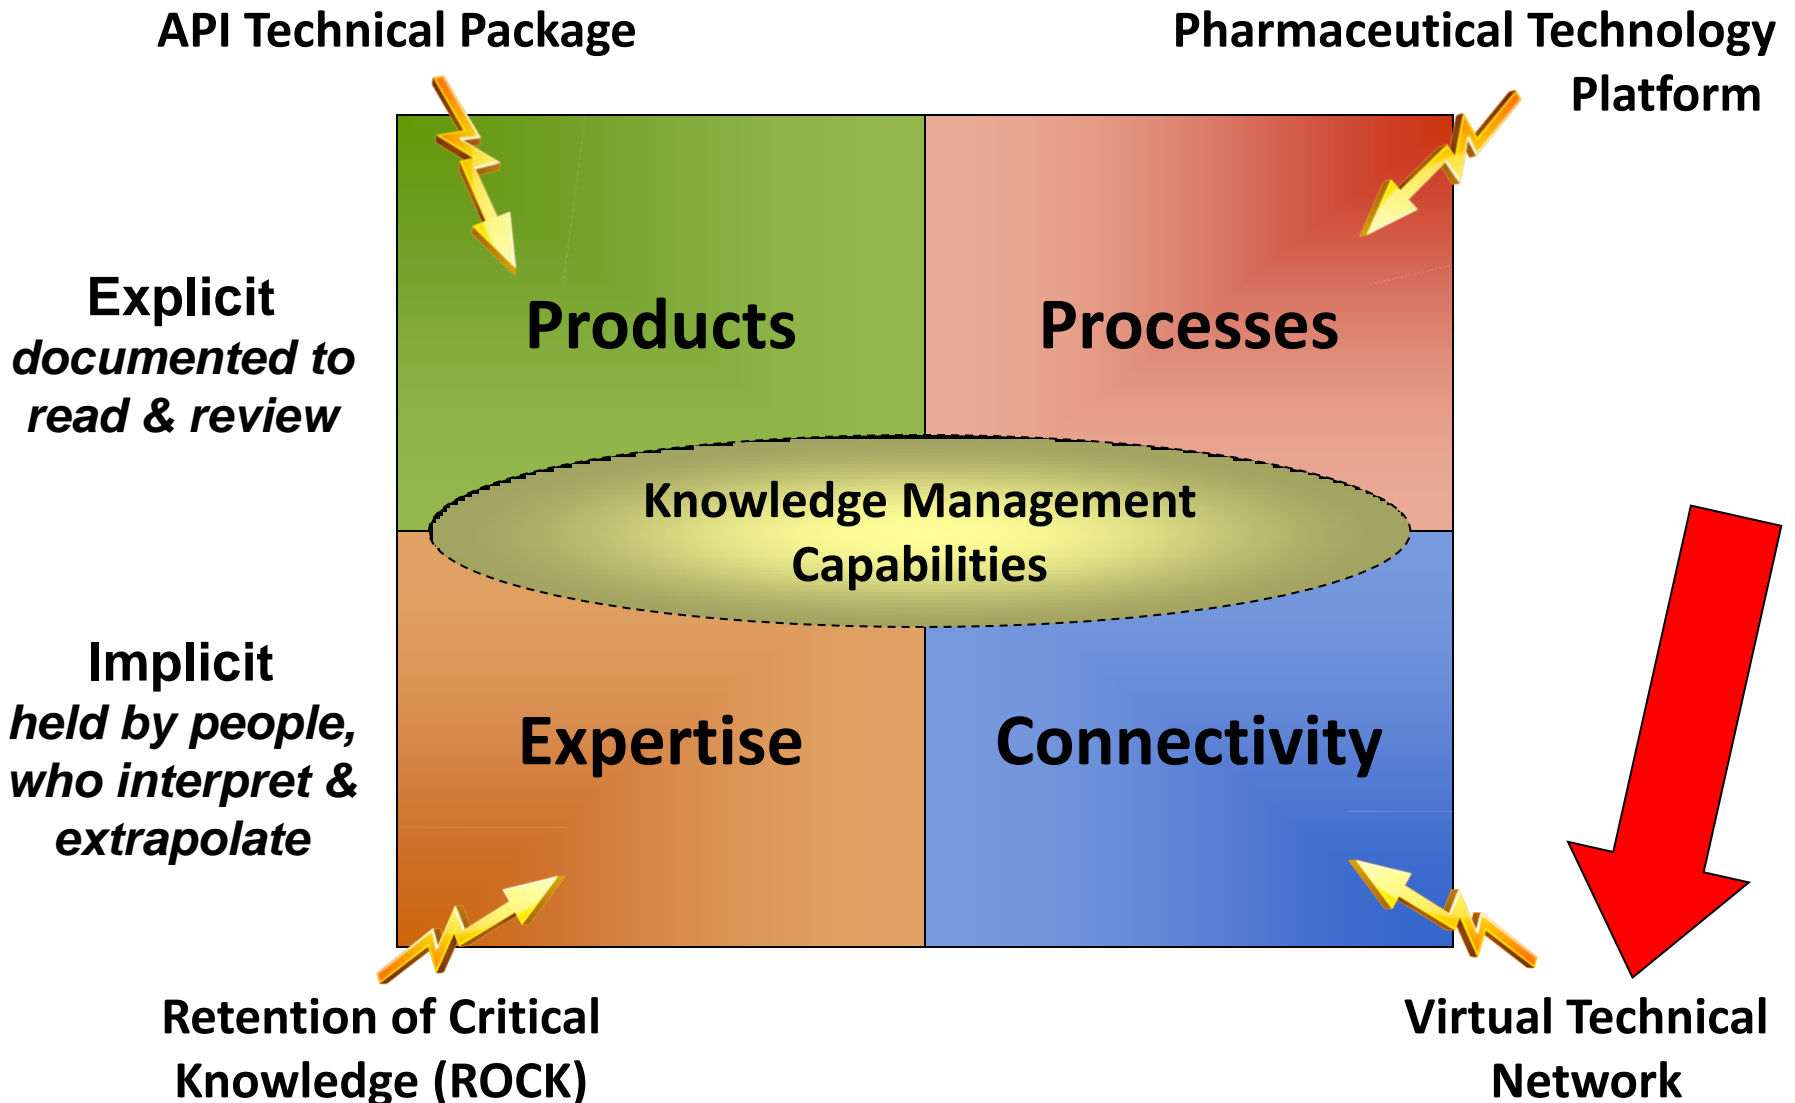 API Technical Package
Pharmaceutical Technology
Platform
Explicit
documented to
read & review
Products
Processes
Knowledge Management
Capabilities
Implicit
held by people,
who interpret &
extrapolate
Expertise
Connectivity
Retention of Critical
Knowledge (ROCK)
Virtual Technical
Network